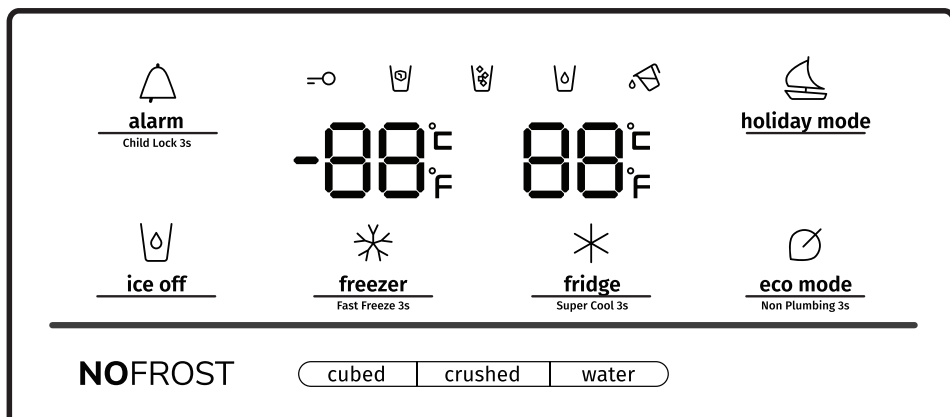 alarm
Child Lock 3s
-88°C °F
88°C °F
holiday mode
ice off
freezer
Fast Freeze 3s
fridge
Super Cool 3s
eco mode
Non Plumbing 3s
NOFROST
cubed
crushed
water